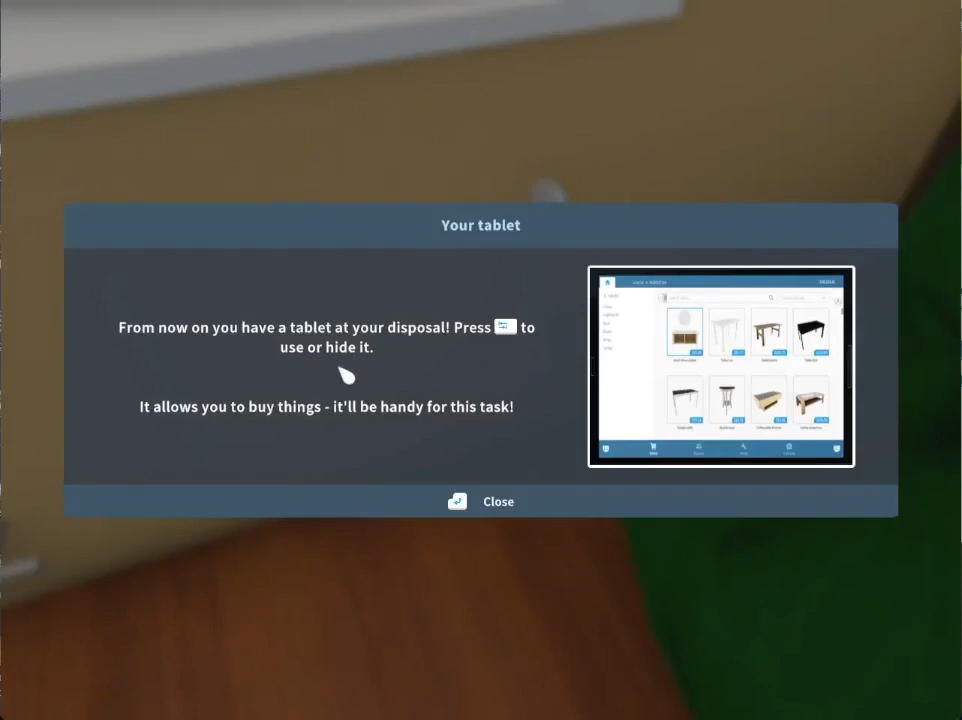 Your tablet
From now on you have a tablet at your disposal! Press to
use or hide it.
It allows you to buy things - it'll be handy for this task!
Close